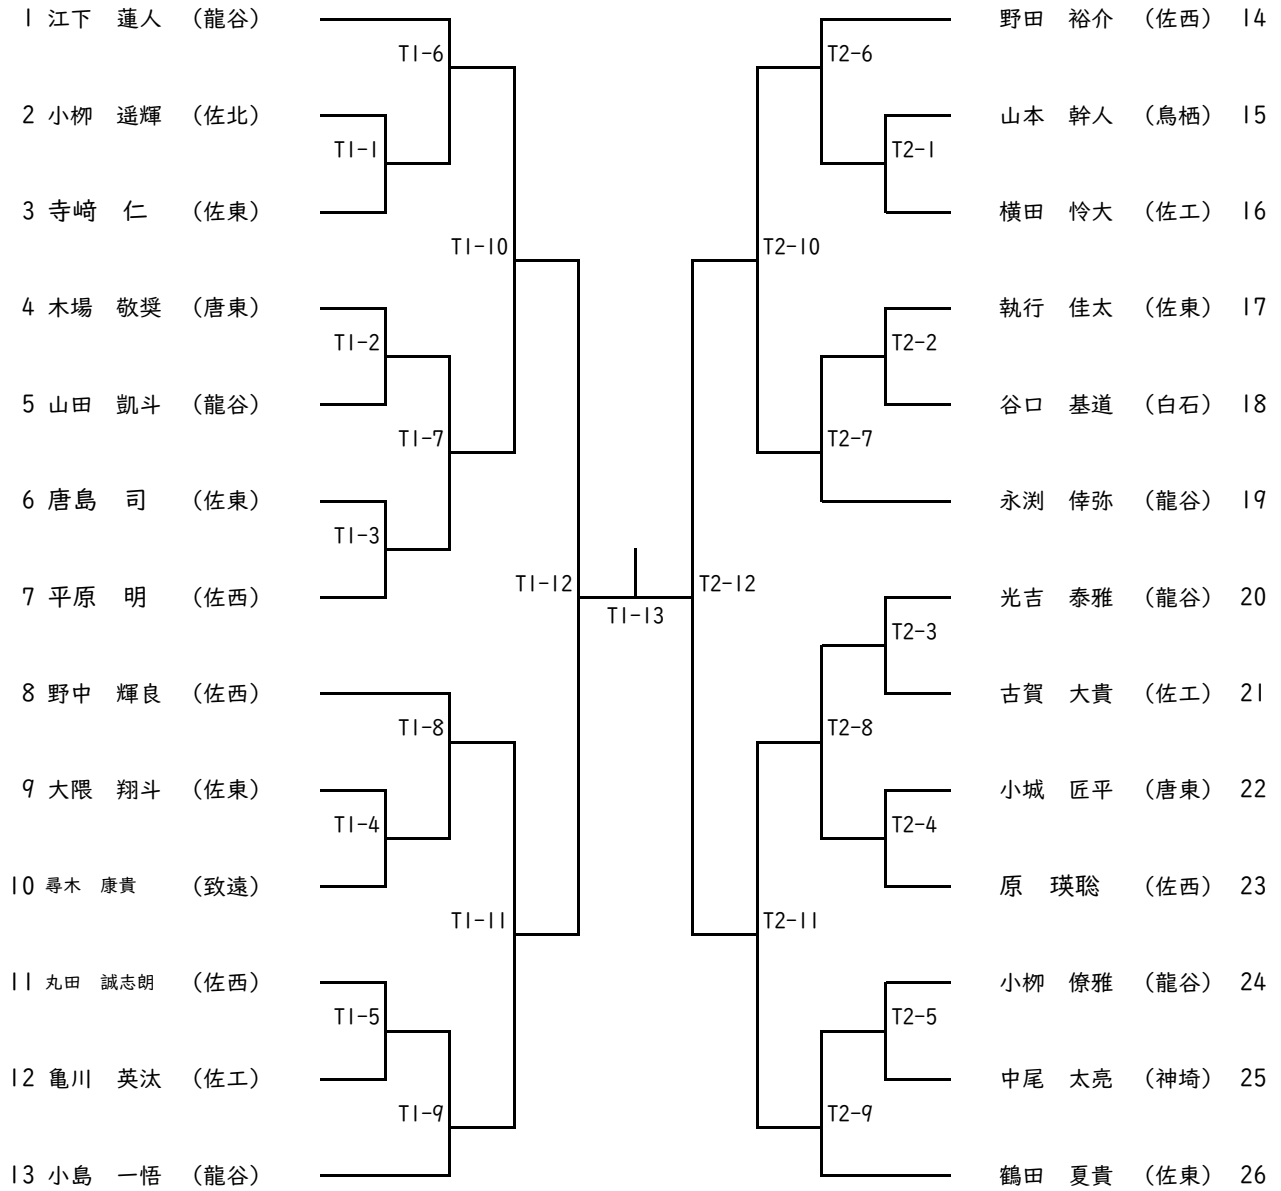 1 江下 蓮人 (龍谷)
T1-6
2 小栁 遥輝 (佐北)
T1-1
3 寺﨑 仁 (佐東)
T1-10
4 木場 敬奨 (唐東)
T1-2
5 山田 凱斗 (龍谷)
T1-7
6 唐島 司 (佐東)
T1-3
7 平原 明 (佐西)
T1-12
8 野中 輝良 (佐西)
T1-8
9 大隈 翔斗 (佐東)
T1-4
10 尋木 康貴 (致遠)
T1-11
11 丸田 誠志朗 (佐西)
T1-5
12 亀川 英汰 (佐工)
T1-9
13 小島 一悟 (龍谷)
T1-13
野田 裕介 (佐西) 14
T2-6
山本 幹人 (鳥栖) 15
T2-1
横田 怜大 (佐工) 16
T2-10
執行 佳太 (佐東) 17
T2-2
谷口 基道 (白石) 18
T2-7
永渕 倖弥 (龍谷) 19
T2-12
光吉 泰雅 (龍谷) 20
T2-3
古賀 大貴 (佐工) 21
T2-8
小城 匠平 (唐東) 22
T2-4
原 瑛聡 (佐西) 23
T2-11
小栁 僚雅 (龍谷) 24
T2-5
中尾 太亮 (神埼) 25
T2-9
鶴田 夏貴 (佐東) 26